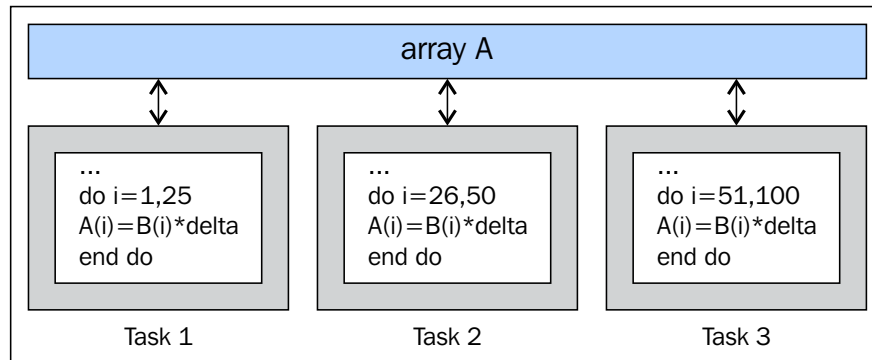 array A
...
do i=1,25
A(i)=B(i)*delta
end do
...
do i=26,50
A(i)=B(i)*delta
end do
...
do i=51,100
A(i)=B(i)*delta
end do
Task 1
Task 2
Task 3